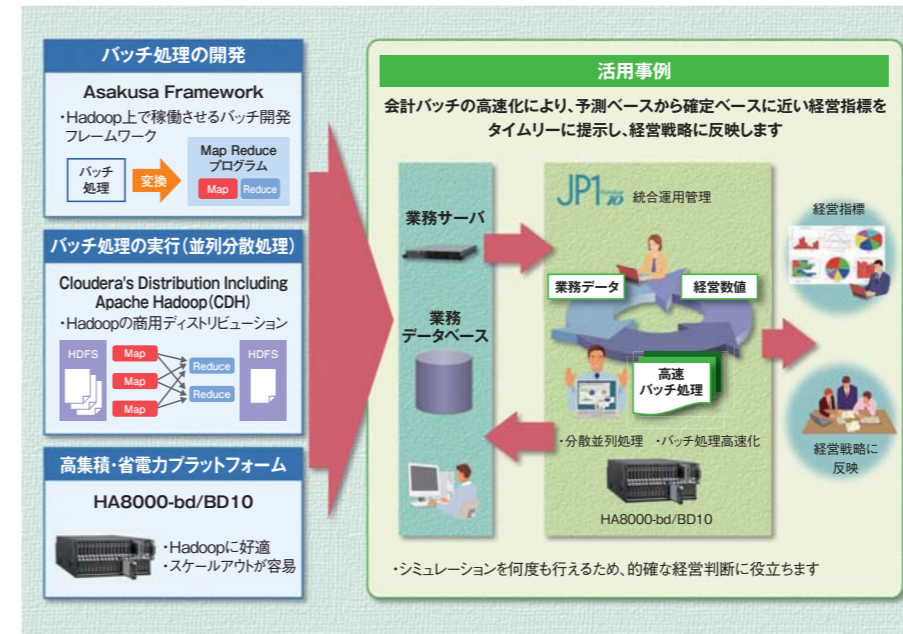 バッチ処理の開発
Asakusa Framework
・Hadoop上で稼働させるバッチ開発
フレームワーク
バッチ
処理
変換
Map Reduce
プログラム
Map
Reduce
バッチ処理の実行(並列分散処理)
Cloudera's Distribution Including
Apache Hadoop(CDH)
・Hadoopの商用ディストリビューション
HDFS
Map
Map
Map
Reduce
Reduce
HDFS
高集積・省電力プラットフォーム
HA8000-bd/BD10
・Hadoopに好適
・スケールアウトが容易
活用事例
会計バッチの高速化により、予測ベースから確定ベースに近い経営指標を
タイムリーに提示し、経営戦略に反映します
業務サーバ
業務
データベース
JP1 10 統合運用管理
業務データ
経営数値
高速
バッチ処理
・分散並列処理 ・バッチ処理高速化
HA8000-bd/BD10
経営指標
経営戦略に
反映
・シミュレーションを何度も行えるため、的確な経営判断に役立ちます